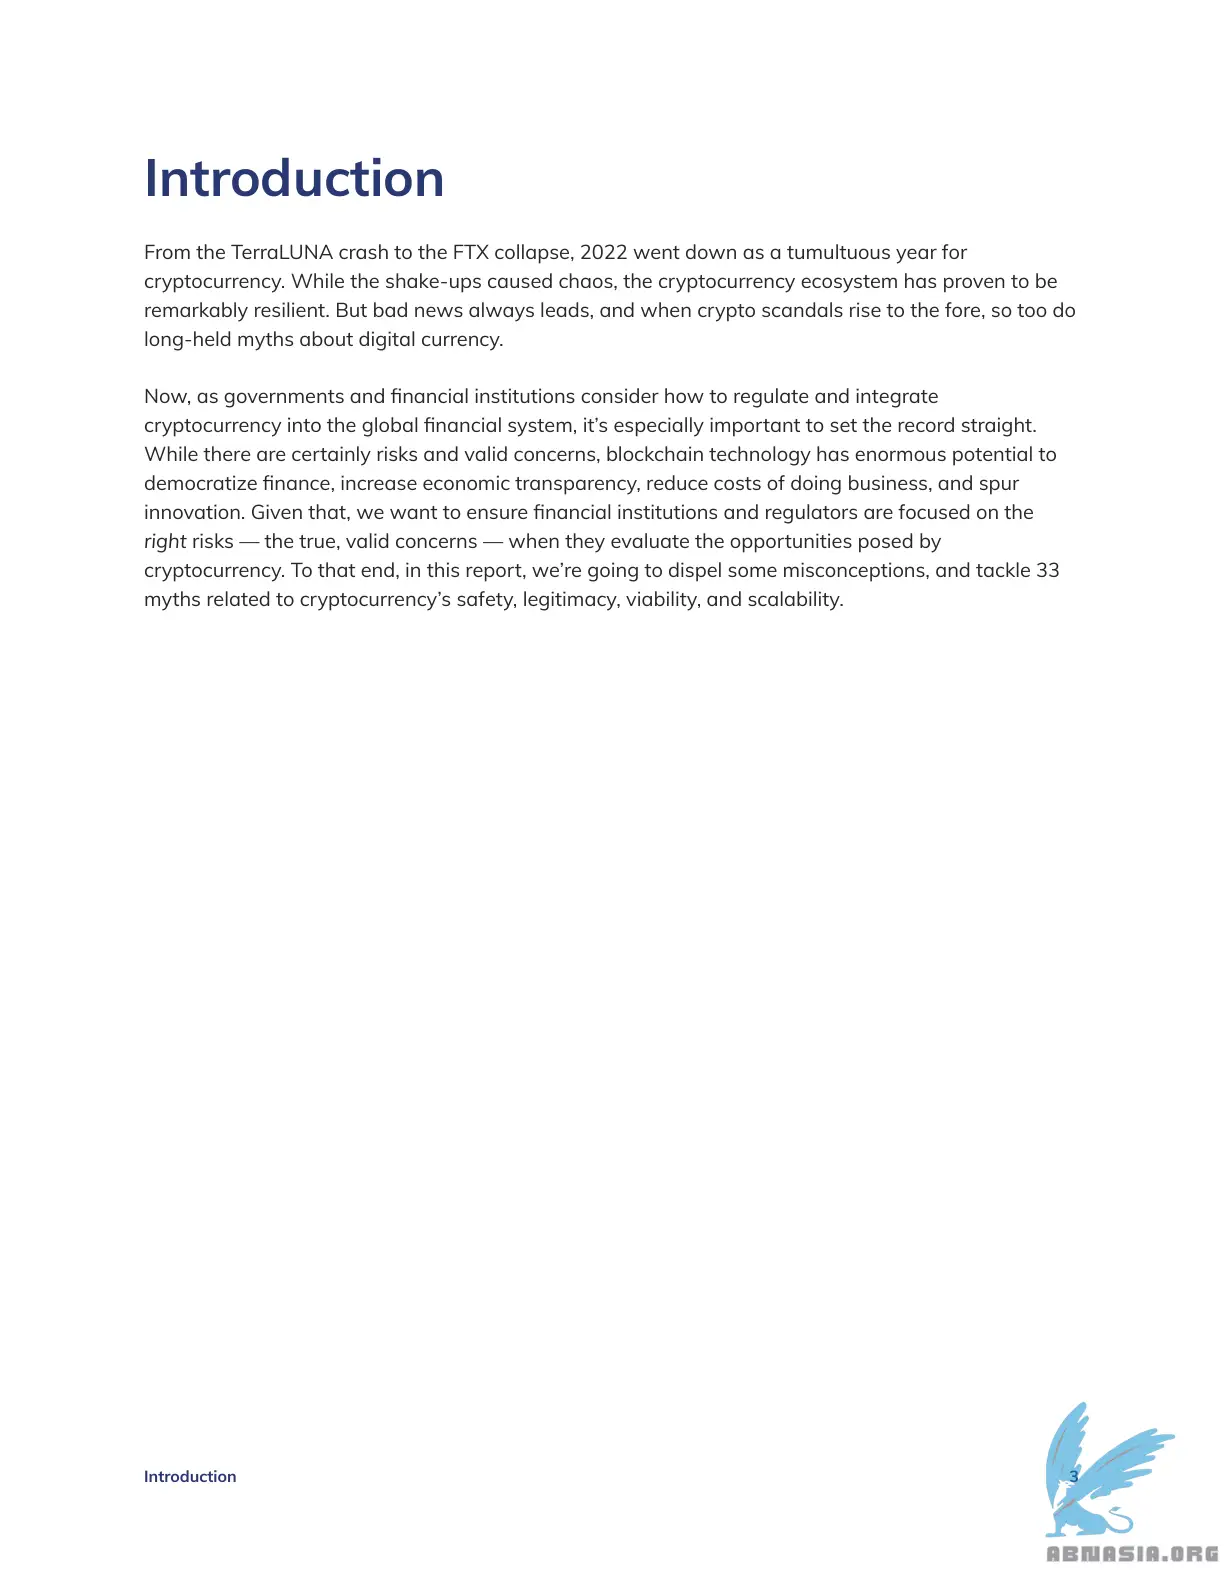 Introduction
From the TerraLUNA crash to the FTX collapse, 2022 went down as a tumultuous year for
cryptocurrency. While the shake-ups caused chaos, the cryptocurrency ecosystem has proven to be
remarkably resilient. But bad news always leads, and when crypto scandals rise to the fore, so too do
long-held myths about digital currency.
Now, as governments and financial institutions consider how to regulate and integrate
cryptocurrency into the global financial system, it’s especially important to set the record straight.
While there are certainly risks and valid concerns, blockchain technology has enormous potential to
democratize finance, increase economic transparency, reduce costs of doing business, and spur
innovation. Given that, we want to ensure financial institutions and regulators are focused on the
right risks — the true, valid concerns — when they evaluate the opportunities posed by
cryptocurrency. To that end, in this report, we’re going to dispel some misconceptions, and tackle 33
myths related to cryptocurrency’s safety, legitimacy, viability, and scalability.
Introduction
3
ABNASIA.ORG